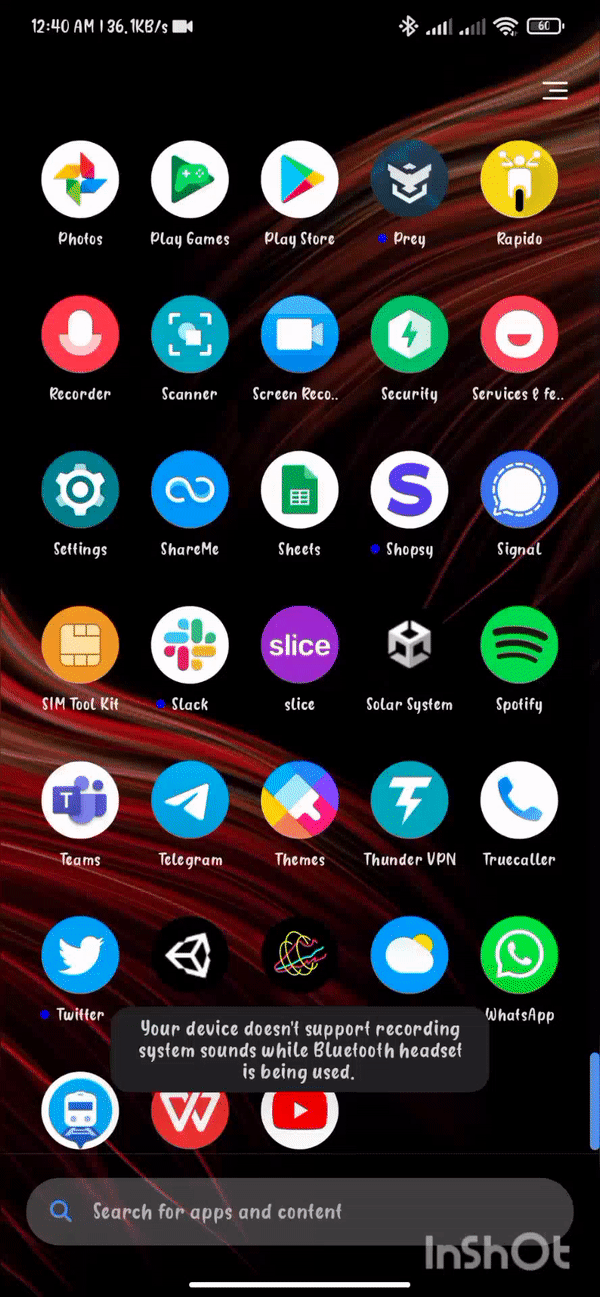 12:40 AM | 36.1KB/s
60
Photos
Play Games
Play Store
Prey
Rapido
Recorder
Scanner
Screen Reco..
Security
Services & fe..
Settings
ShareMe
Sheets
S
Shopsy
Signal
SIM Tool Kit
Slack
slice
slice
Solar System
Spotify
T
Teams
Telegram
Themes
Thunder VPN
Truecaller
Twitter
WhatsApp
Your device doesn't support recording
system sounds while Bluetooth headset
is being used.
Search for apps and content
InShOt